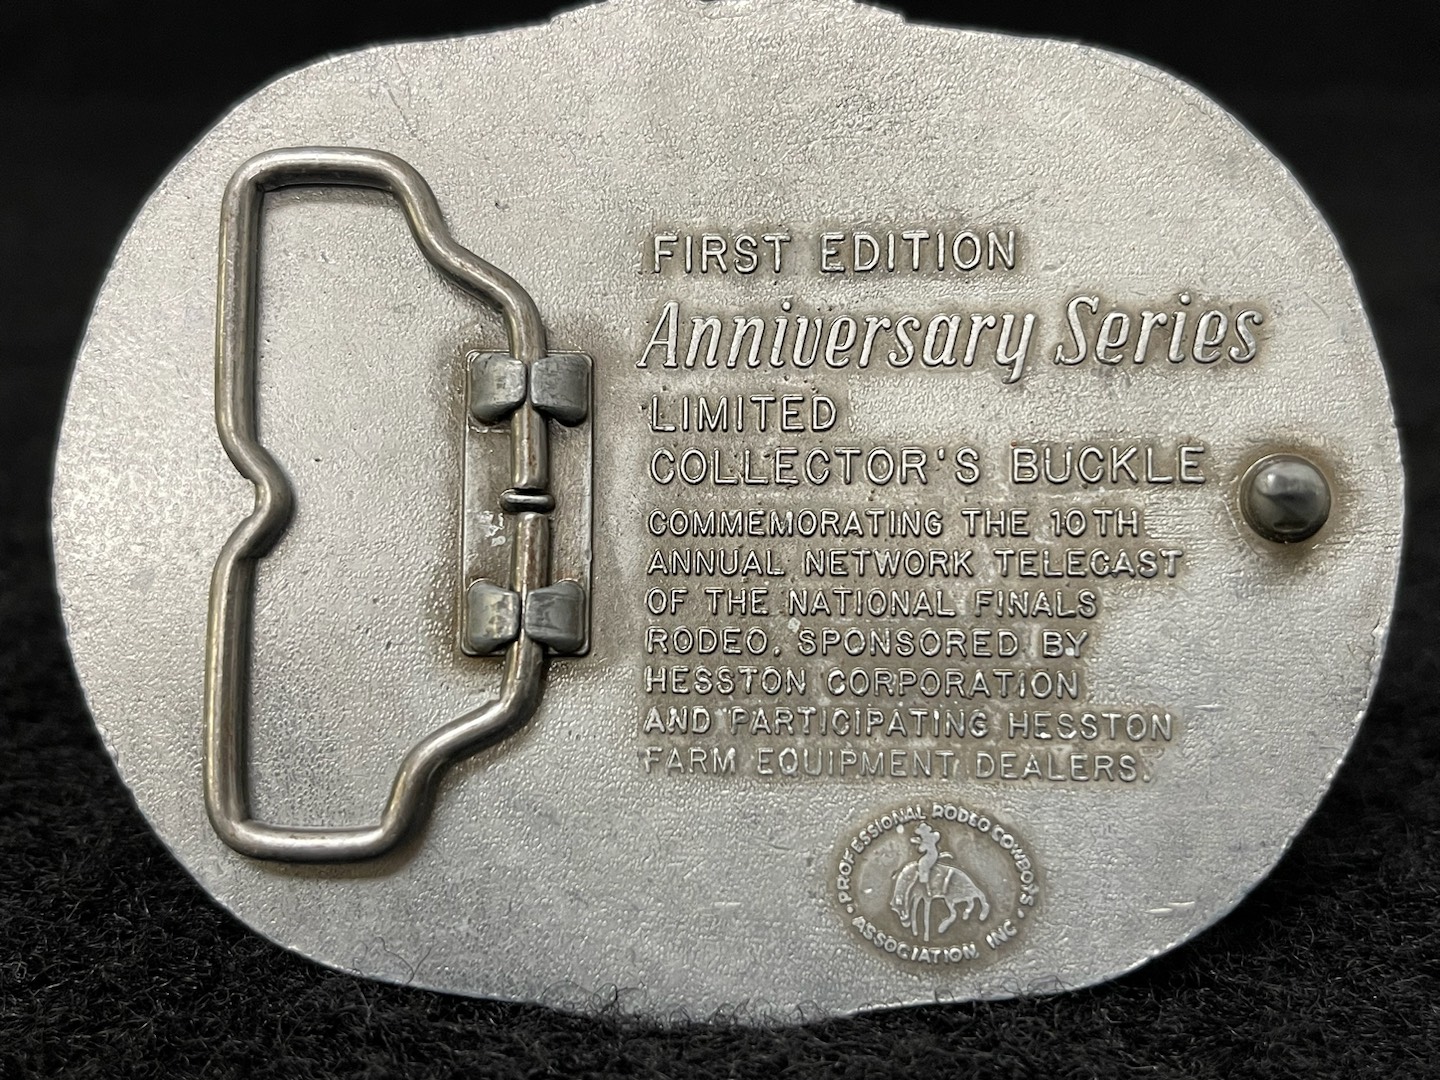 FIRST EDITION
Anniversary Series
LIMITED
COLLECTOR'S BUCKLE
COMMEMORATING THE 10TH
ANNUAL NETWORK TELECAST
OF THE NATIONAL FINALS
RODEO. SPONSORED BY
HESSTON CORPORATION
AND PARTICIPATING HESSTON
FARM EQUIPMENT DEALERS.
PROFESSIONAL RODEO COWBOYS
ASSOCIATION, INC.